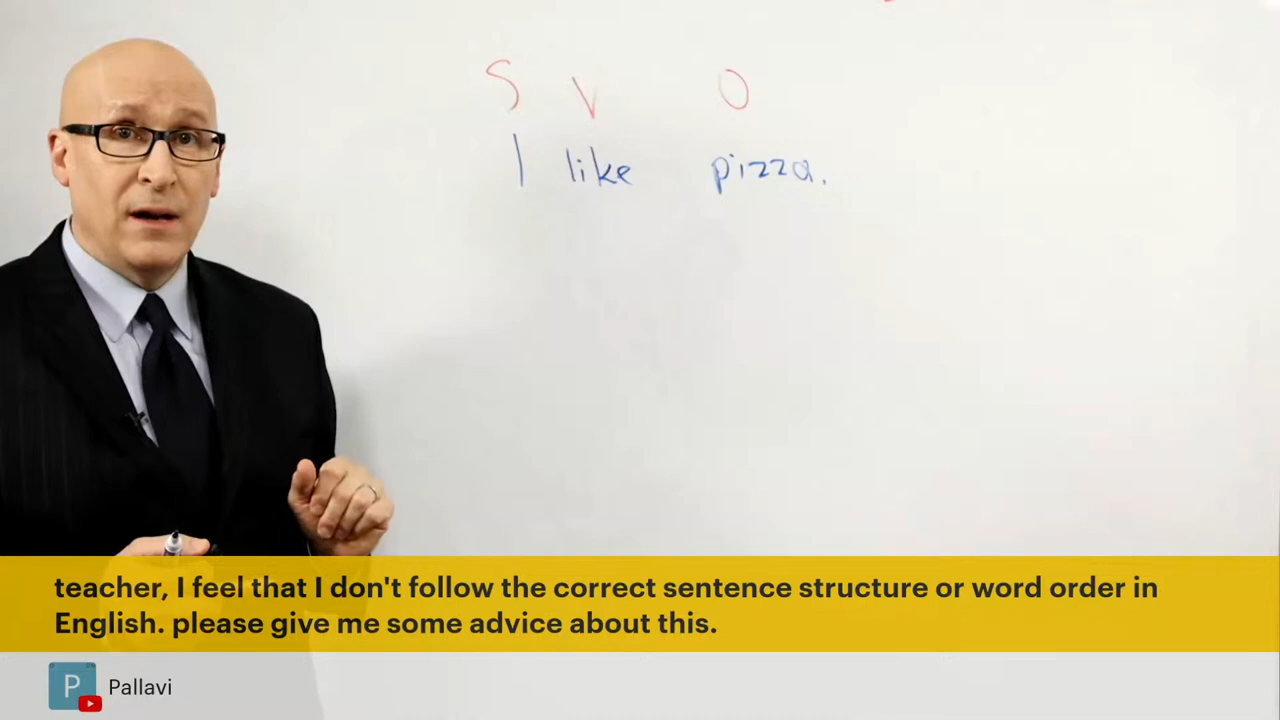 S V O
I like pizza.
teacher, I feel that I don't follow the correct sentence structure or word order in
English. please give me some advice about this.
P Pallavi